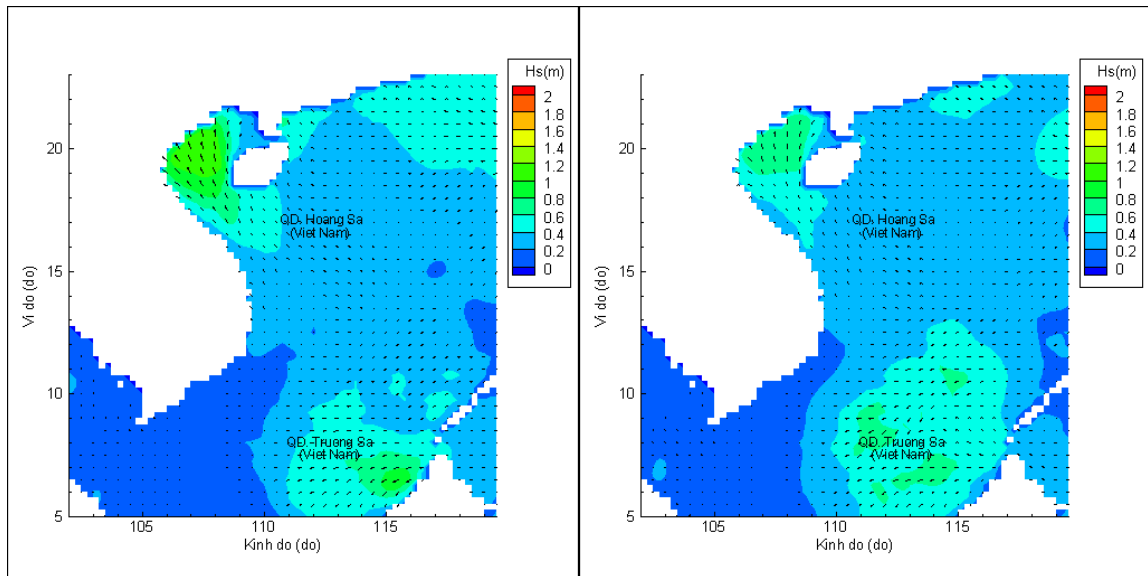 Hs(m)
2
1.8
1.6
1.4
1.2
1
0.8
0.6
0.4
0.2
0
20
15
10
5
Vi do (do)
QD. Hoang Sa
(Viet Nam)
QD. Truong Sa
(Viet Nam)
105
110
115
Kinh do (do)
Hs(m)
2
1.8
1.6
1.4
1.2
1
0.8
0.6
0.4
0.2
0
20
15
10
5
Vi do (do)
QD. Hoang Sa
(Viet Nam)
QD. Truong Sa
(Viet Nam)
105
110
115
Kinh do (do)